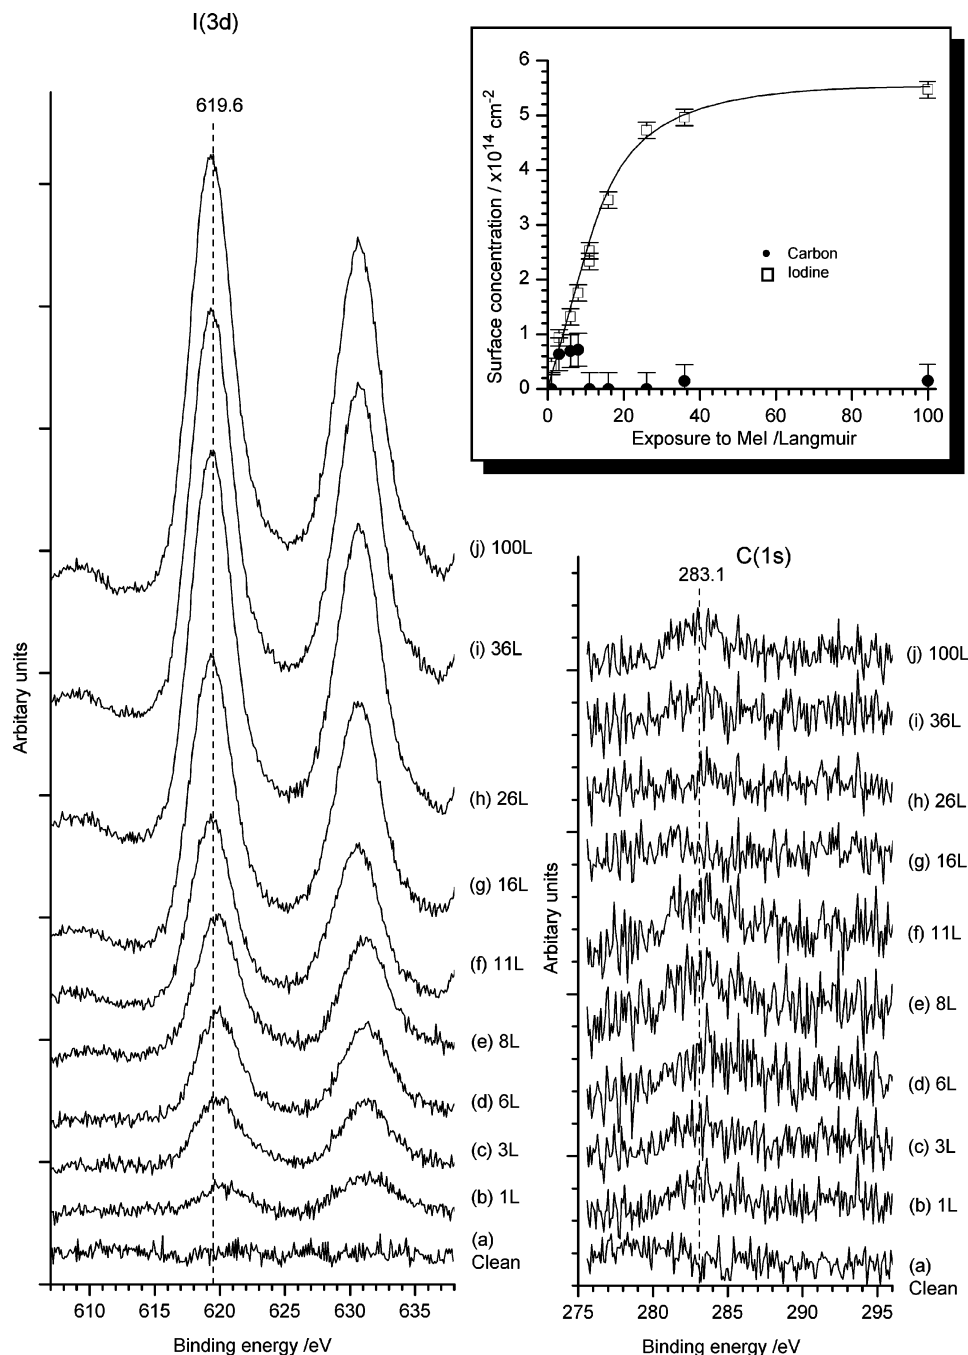 I(3d)
619.6
(j) 100L
(i) 36L
(h) 26L
(g) 16L
(f) 11L
(e) 8L
(d) 6L
(c) 3L
(b) 1L
(a)
Clean
Arbitary units
610 615 620 625 630 635
Binding energy /eV
6
5
4
3
2
1
0
Surface concentration / x10¹⁴ cm⁻²
Carbon
Iodine
0 20 40 60 80 100
Exposure to MeI /Langmuir
C(1s)
283.1
(j) 100L
(i) 36L
(h) 26L
(g) 16L
(f) 11L
(e) 8L
(d) 6L
(c) 3L
(b) 1L
(a)
Clean
Arbitary units
275 280 285 290 295
Binding energy /eV